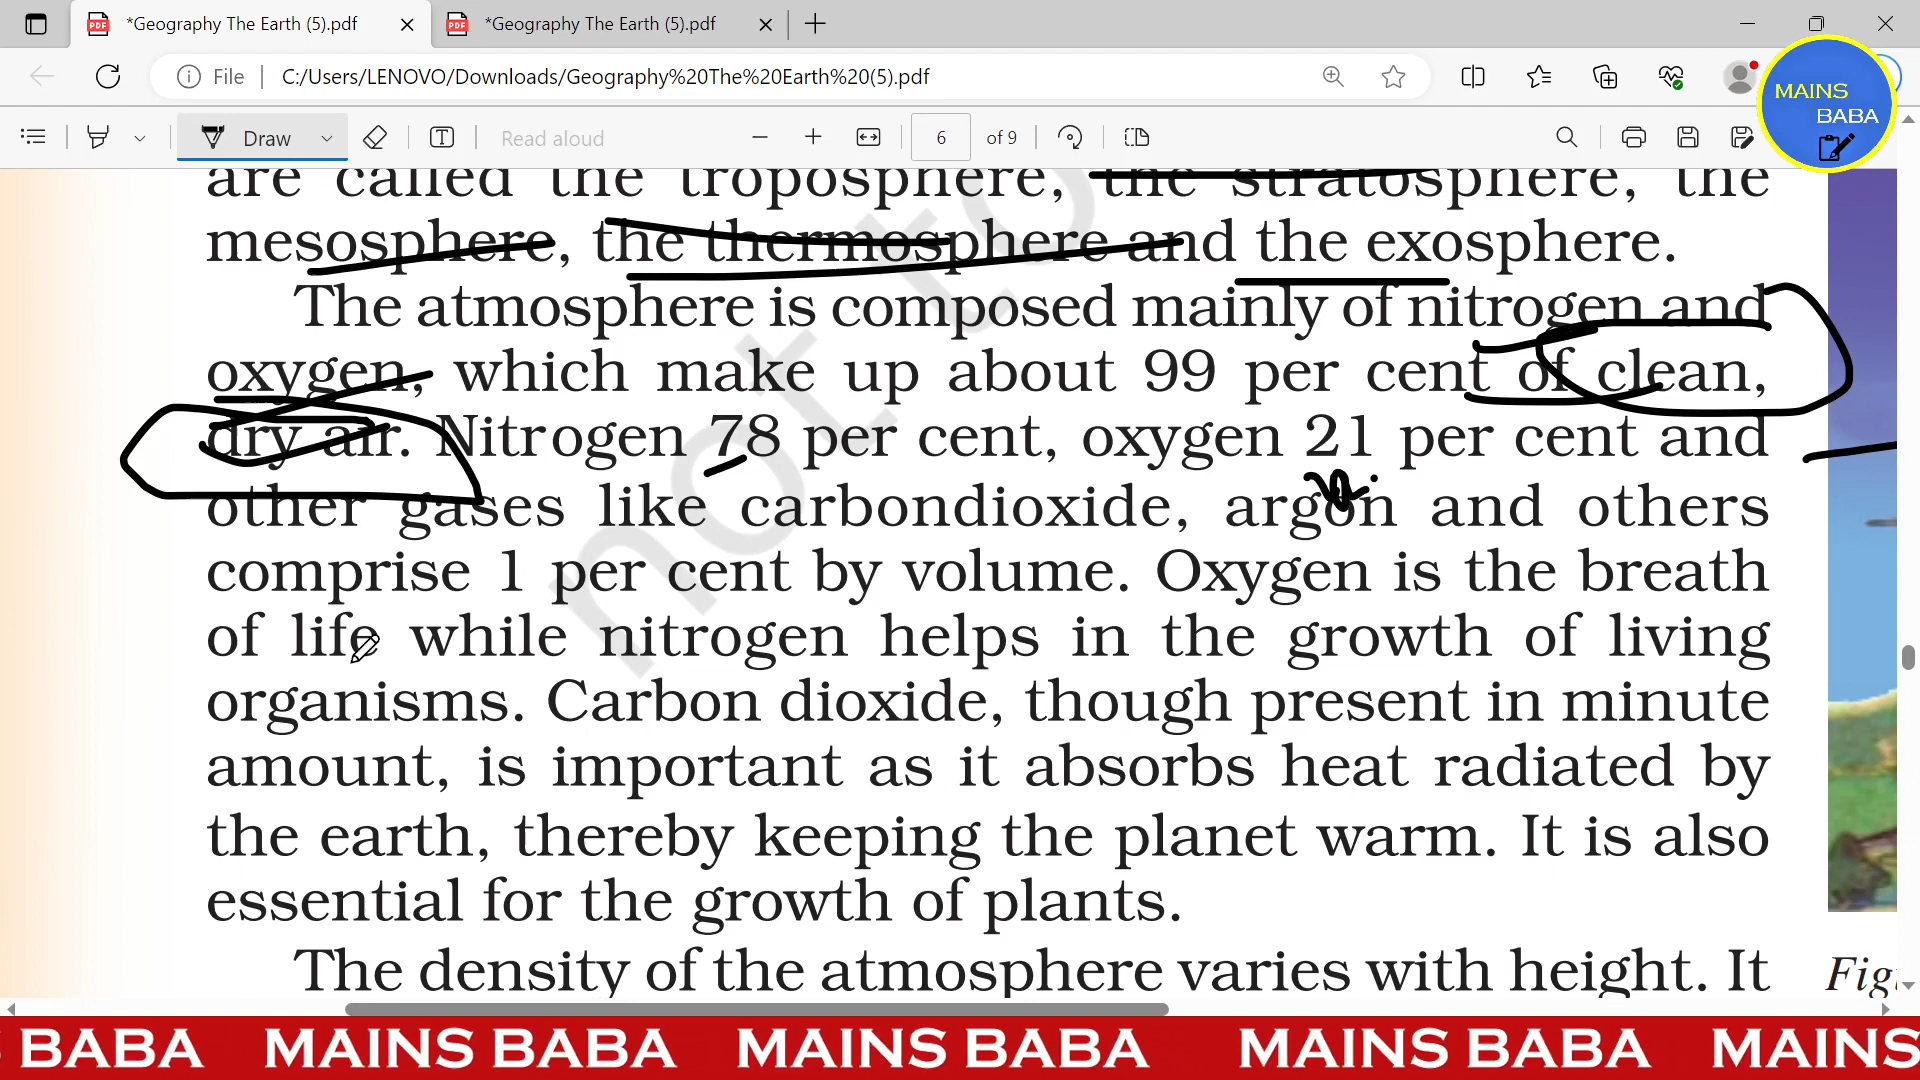 *Geography The Earth (5).pdf
*Geography The Earth (5).pdf
File
C:/Users/LENOVO/Downloads/Geography%20The%20Earth%20(5).pdf
MAINS
BABA
Draw
Read aloud
6
of 9
are called the troposphere, the stratosphere, the
mesosphere, the thermosphere and the exosphere.
The atmosphere is composed mainly of nitrogen and
oxygen, which make up about 99 per cent of clean,
dry air. Nitrogen 78 per cent, oxygen 21 per cent and
other gases like carbondioxide, argon and others
comprise 1 per cent by volume. Oxygen is the breath
of life while nitrogen helps in the growth of living
organisms. Carbon dioxide, though present in minute
amount, is important as it absorbs heat radiated by
the earth, thereby keeping the planet warm. It is also
essential for the growth of plants.
The density of the atmosphere varies with height. It
not to
S BABA MAINS BABA MAINS BABA MAINS BABA MAINS